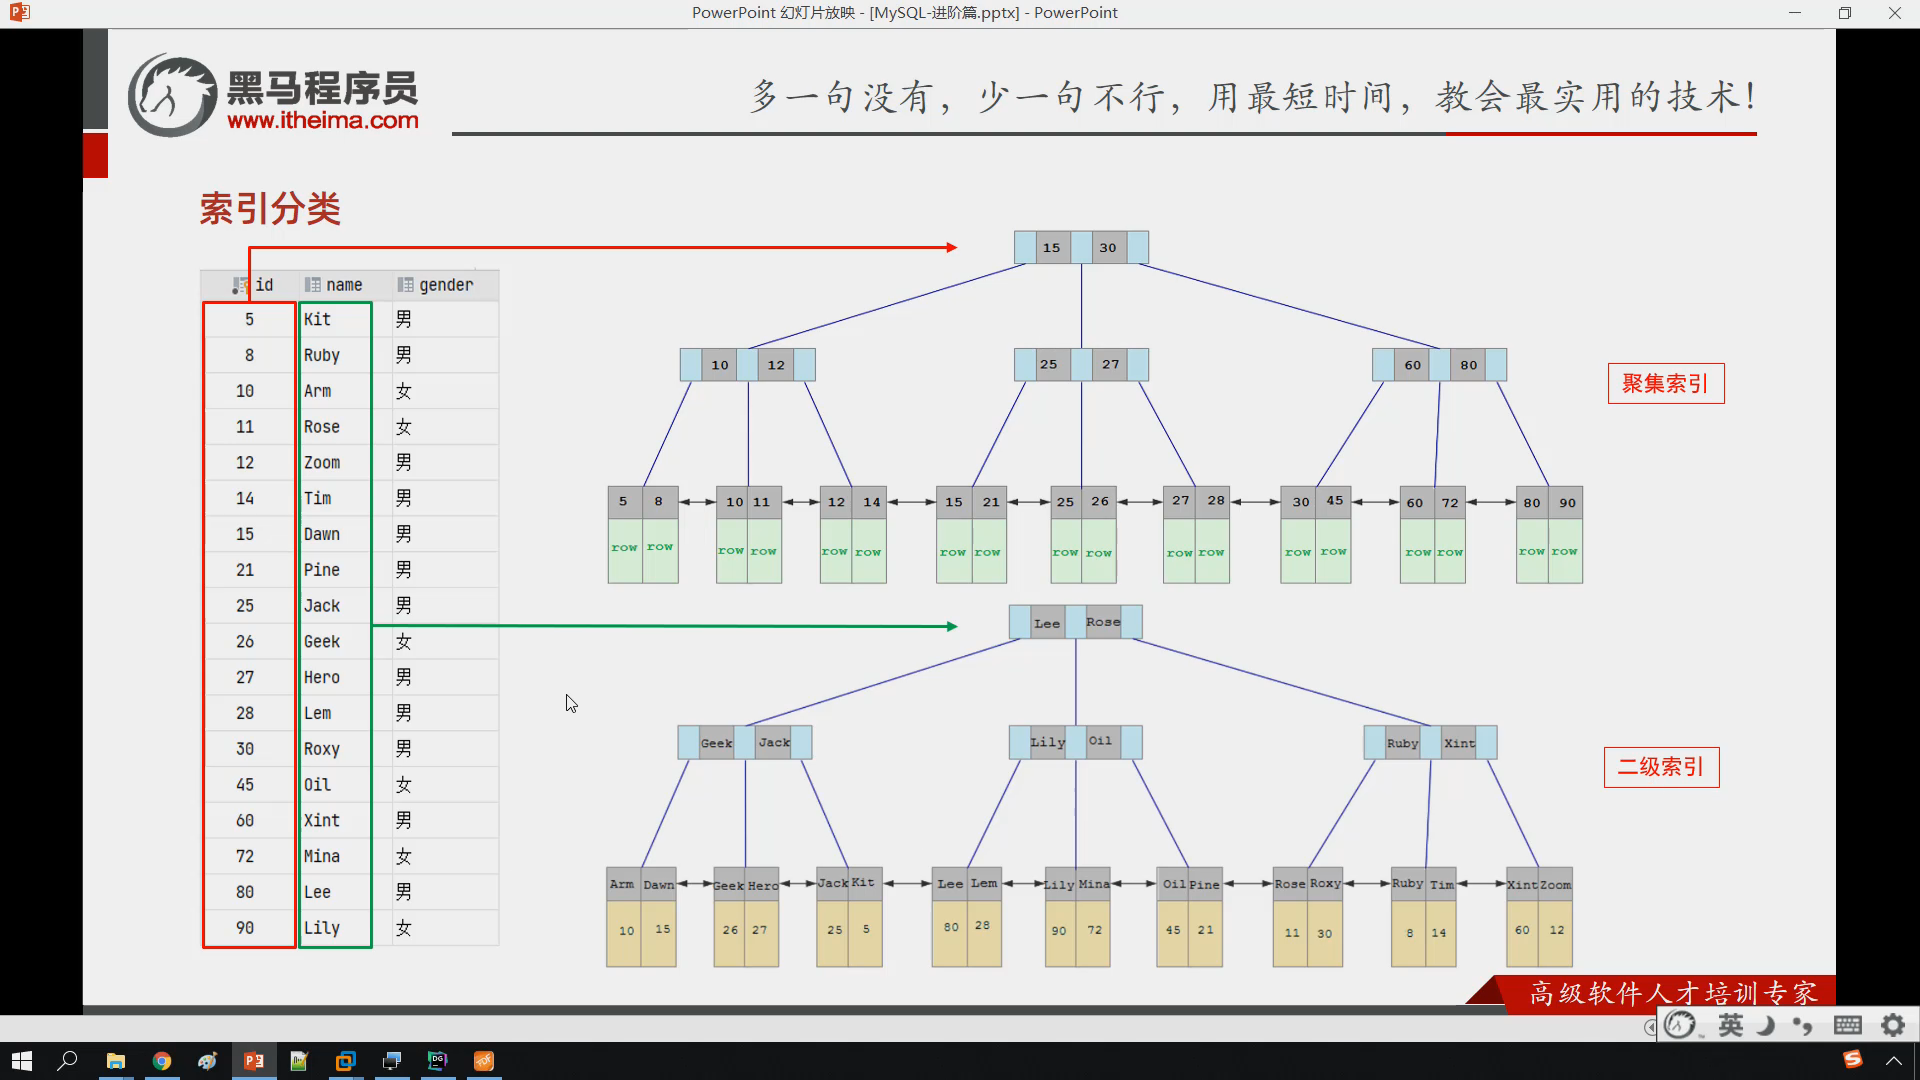 PowerPoint 幻灯片放映 - [MySQL-进阶篇.pptx] - PowerPoint
黑马程序员
www.itheima.com
多一句没有，少一句不行，用最短时间，教会最实用的技术！
索引分类
id name gender
5 Kit 男
8 Ruby 男
10 Arm 女
11 Rose 女
12 Zoom 男
14 Tim 男
15 Dawn 男
21 Pine 男
25 Jack 男
26 Geek 女
27 Hero 男
28 Lem 男
30 Roxy 男
45 Oil 女
60 Xint 男
72 Mina 女
80 Lee 男
90 Lily 女
15 30
10 12 25 27 60 80
聚集索引
5 8 10 11 12 14 15 21 25 26 27 28 30 45 60 72 80 90
row row row row row row row row row row row row row row row row row row
Lee Rose
Geek Jack Lily Oil Ruby Xint
二级索引
Arm Dawn Geek Hero Jack Kit Lee Lem Lily Mina Oil Pine Rose Roxy Ruby Tim Xint Zoom
10 15 26 27 25 5 80 28 90 72 45 21 11 30 8 14 60 12
高级软件人才培训专家
英